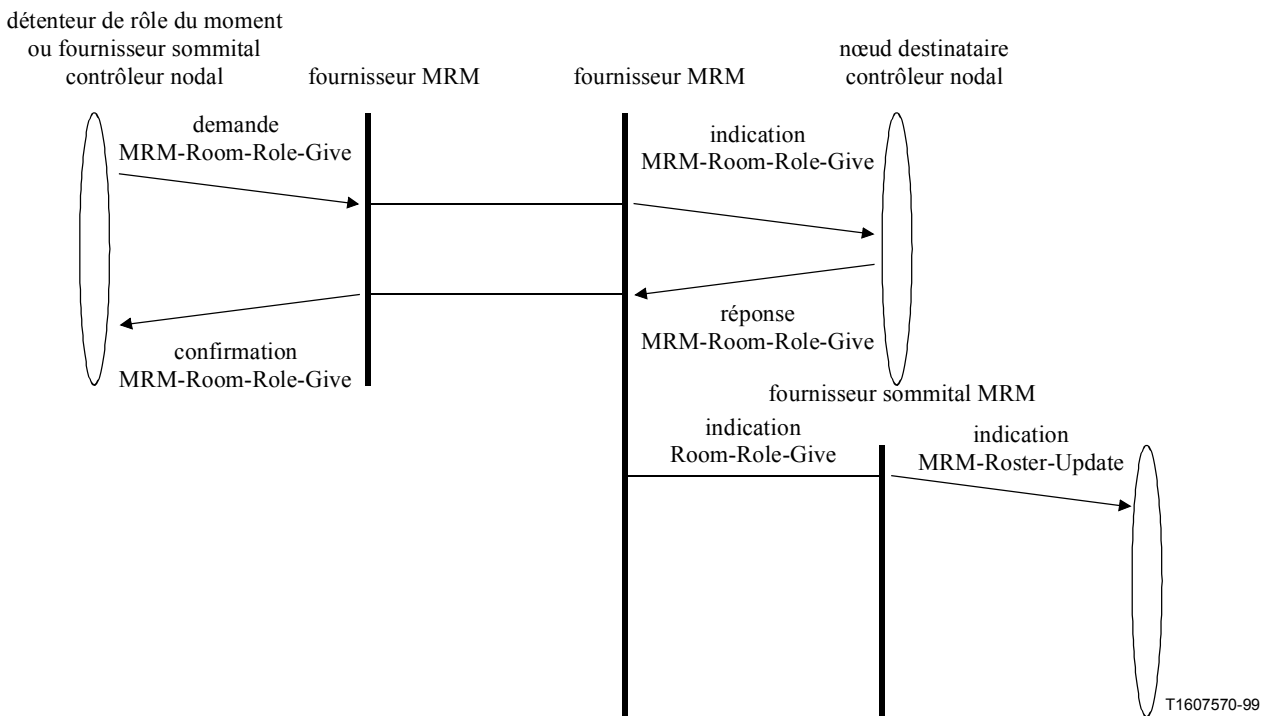 détenteur de rôle du moment
ou fournisseur sommital
contrôleur nodal
fournisseur MRM
fournisseur MRM
nœud destinataire
contrôleur nodal
demande
MRM-Room-Role-Give
indication
MRM-Room-Role-Give
réponse
MRM-Room-Role-Give
confirmation
MRM-Room-Role-Give
fournisseur sommital MRM
indication
Room-Role-Give
indication
MRM-Roster-Update
T1607570-99